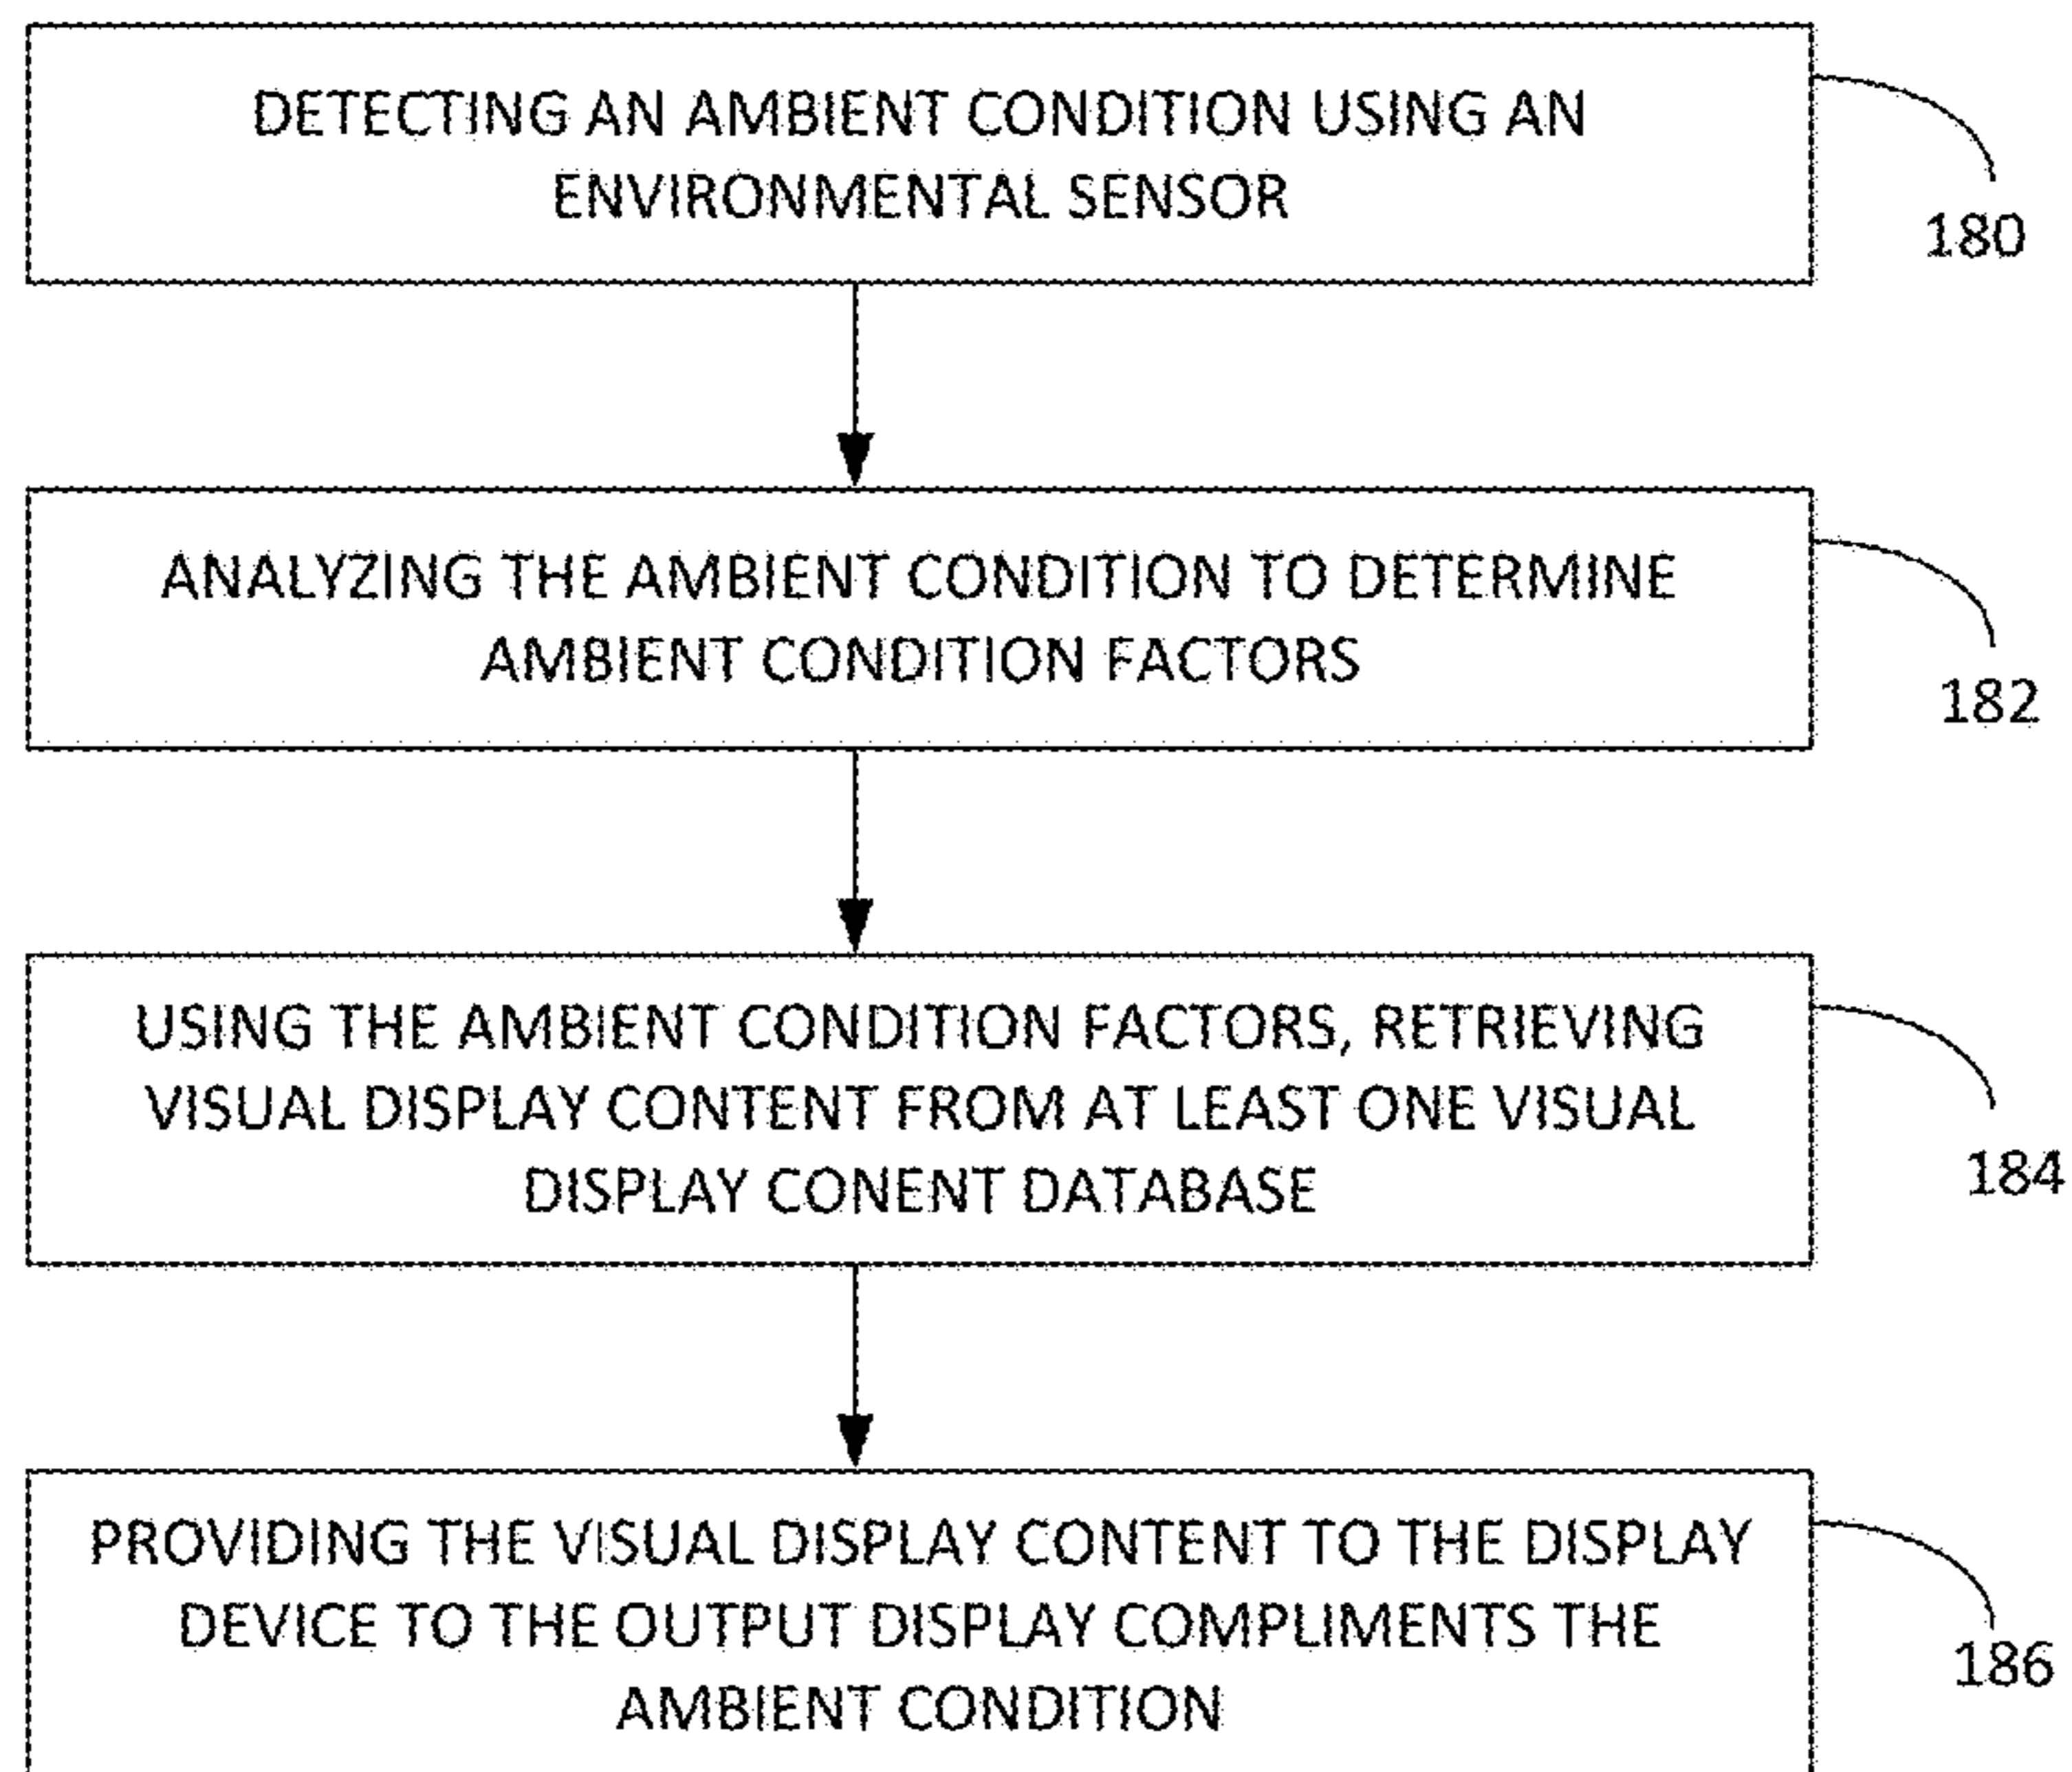 DETECTING AN AMBIENT CONDITION USING AN
ENVIRONMENTAL SENSOR
180
ANALYZING THE AMBIENT CONDITION TO DETERMINE
AMBIENT CONDITION FACTORS
182
USING THE AMBIENT CONDITION FACTORS, RETRIEVING
VISUAL DISPLAY CONTENT FROM AT LEAST ONE VISUAL
DISPLAY CONENT DATABASE
184
PROVIDING THE VISUAL DISPLAY CONTENT TO THE DISPLAY
DEVICE TO THE OUTPUT DISPLAY COMPLIMENTS THE
AMBIENT CONDITION
186